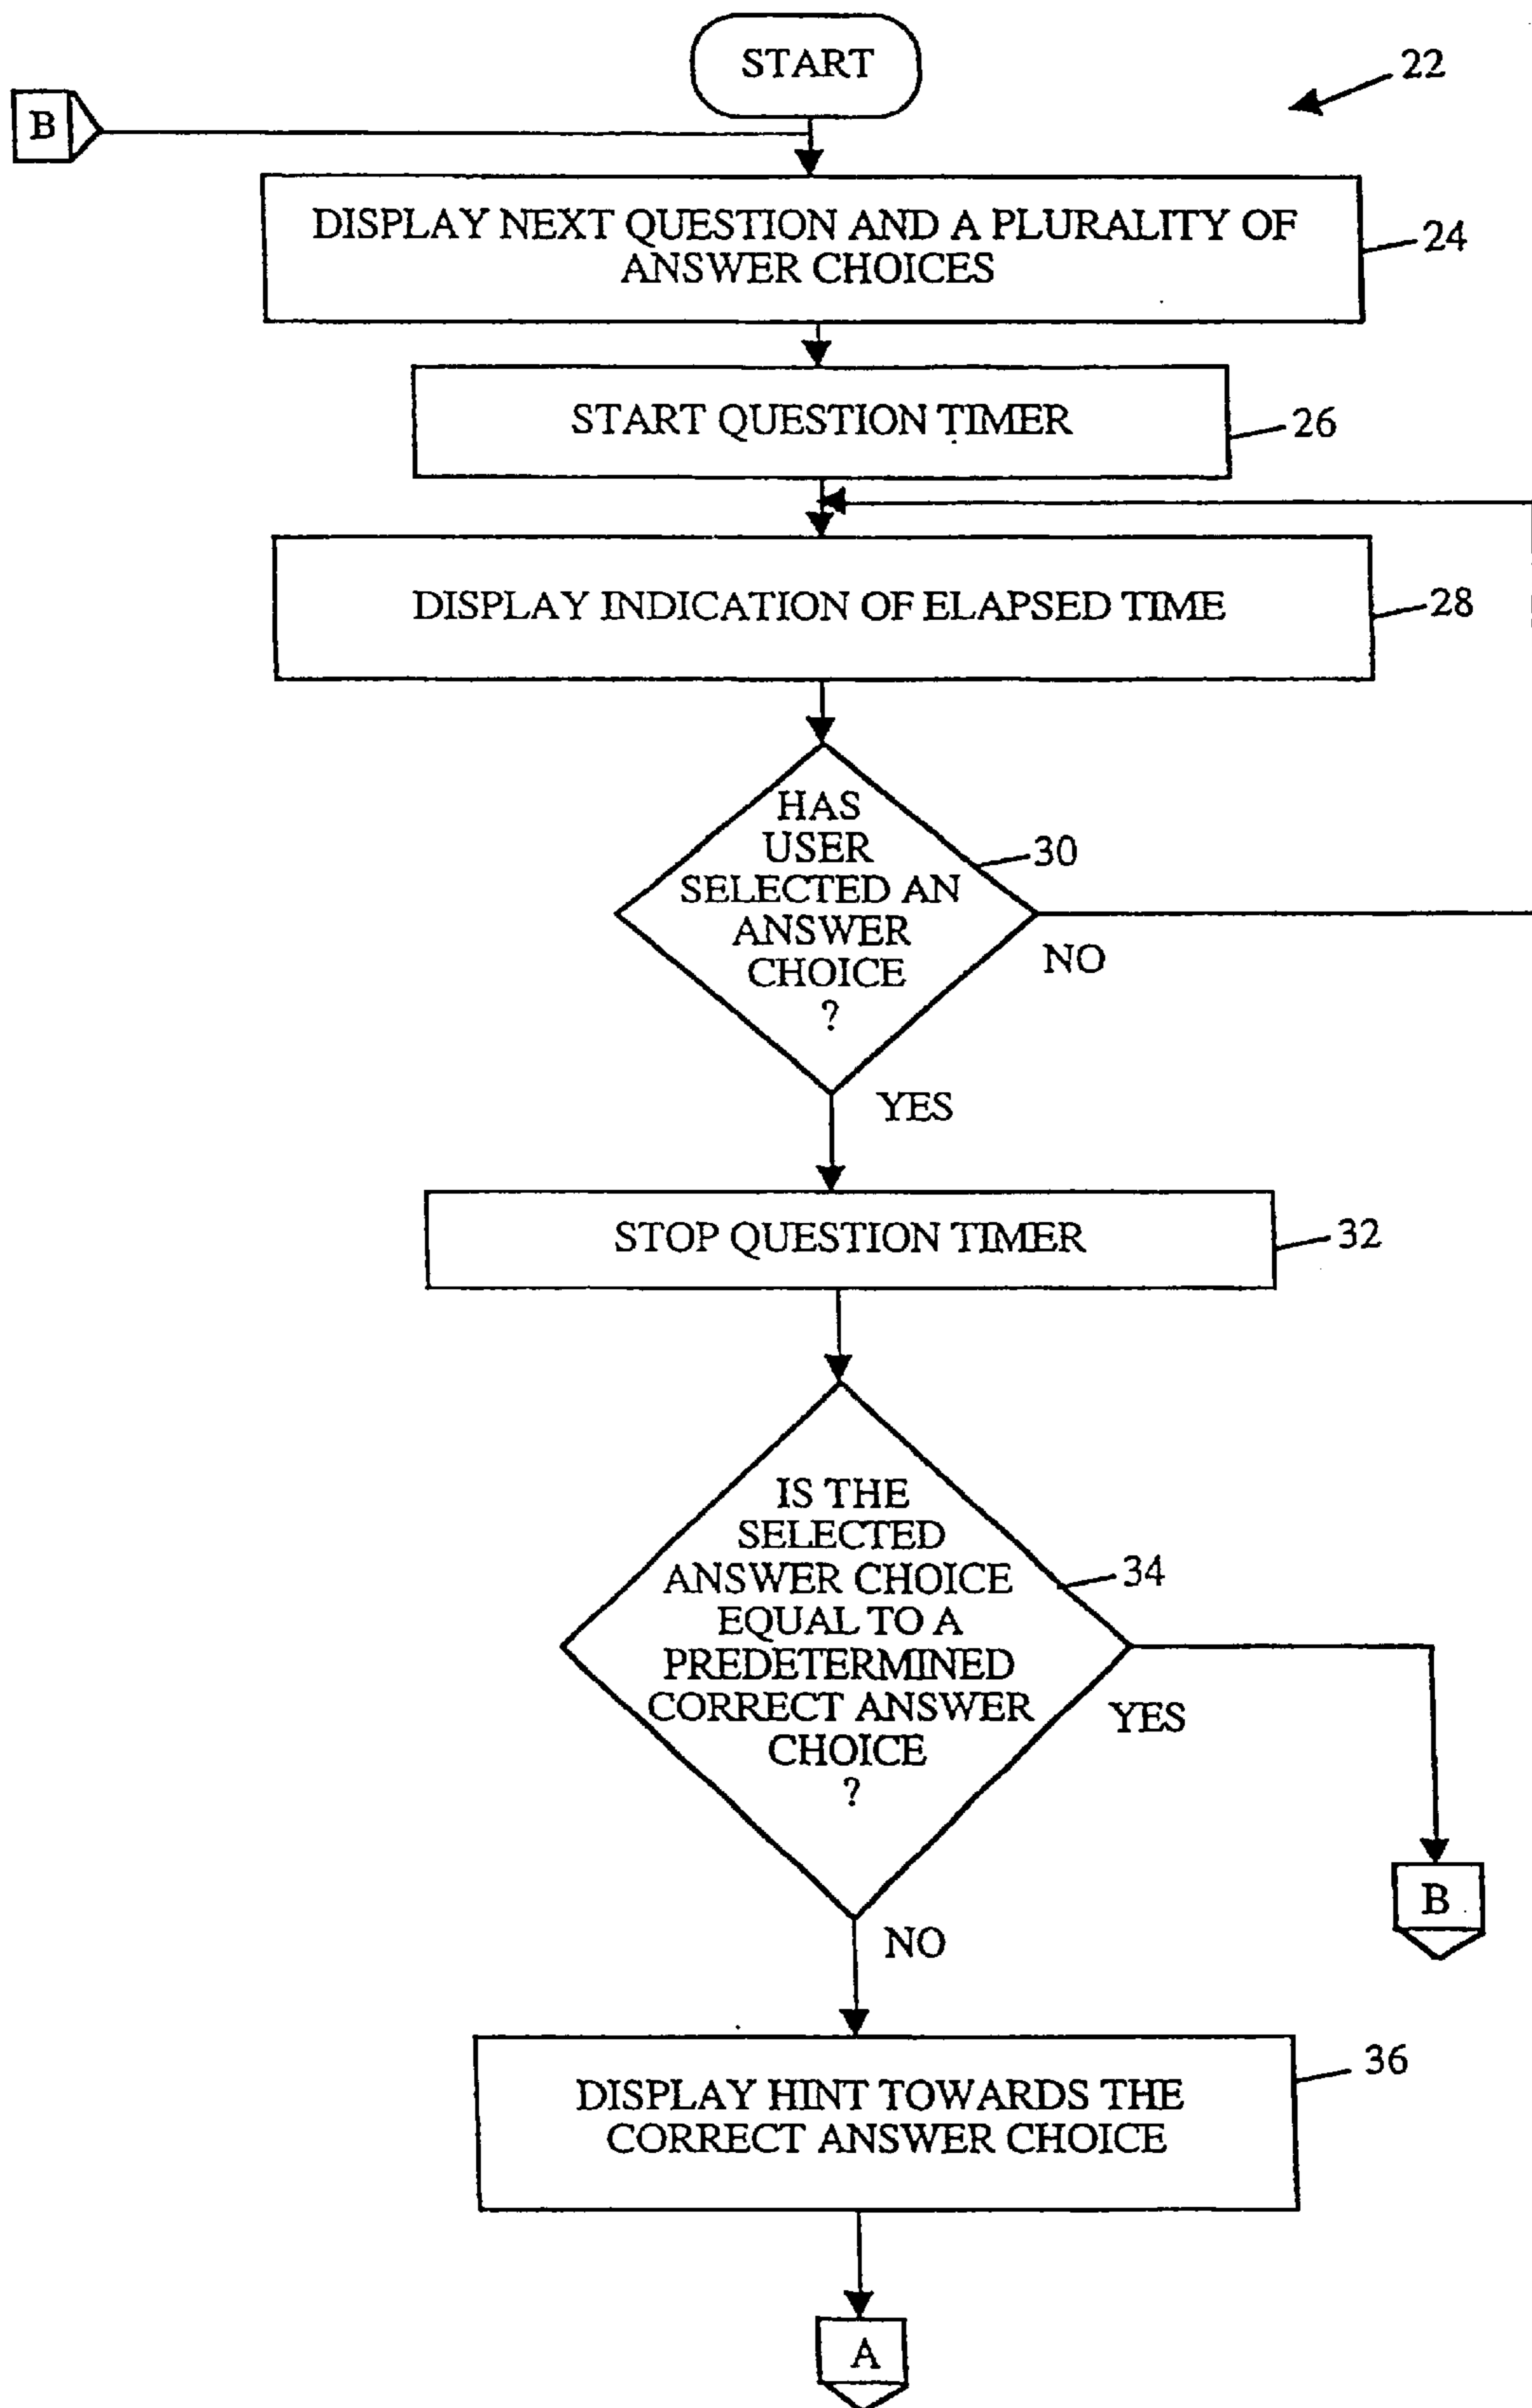 START
22
B
DISPLAY NEXT QUESTION AND A PLURALITY OF
ANSWER CHOICES
24
START QUESTION TIMER
26
DISPLAY INDICATION OF ELAPSED TIME
28
HAS
USER
SELECTED AN
ANSWER
CHOICE
?
30
NO
YES
STOP QUESTION TIMER
32
IS THE
SELECTED
ANSWER CHOICE
EQUAL TO A
PREDETERMINED
CORRECT ANSWER
CHOICE
?
34
YES
B
NO
DISPLAY HINT TOWARDS THE
CORRECT ANSWER CHOICE
36
A